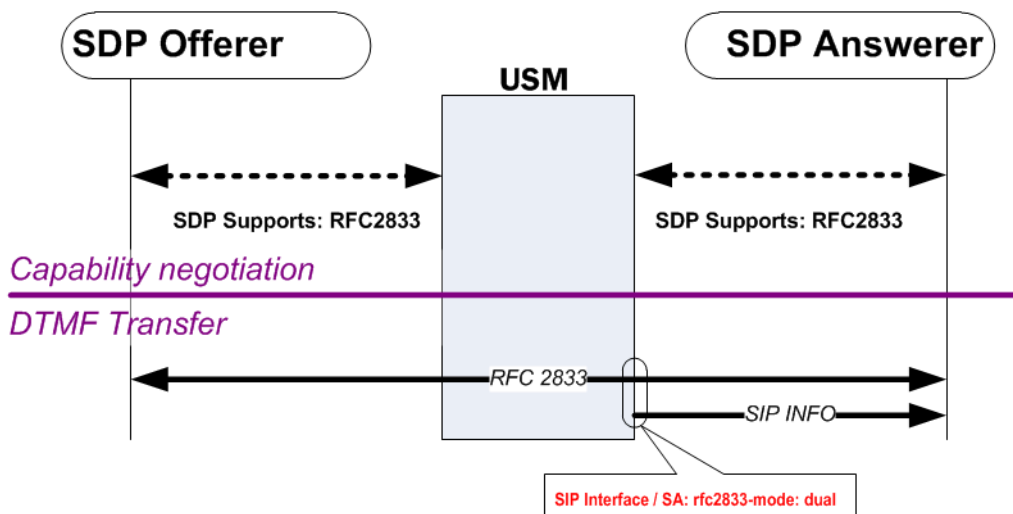 SDP Offerer
SDP Answerer
USM
SDP Supports: RFC2833
SDP Supports: RFC2833
Capability negotiation
DTMF Transfer
RFC 2833
SIP INFO
SIP Interface / SA: rfc2833-mode: dual